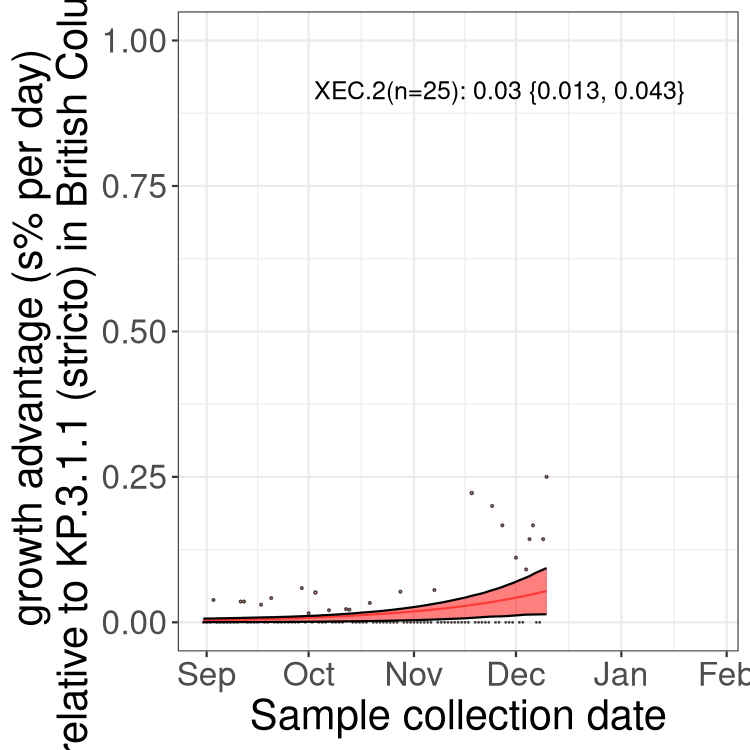 growth advantage (s% per day)
relative to KP.3.1.1 (stricto) in British Colu
1.00
0.75
0.50
0.25
0.00
XEC.2(n=25): 0.03 {0.013, 0.043}
Sep Oct Nov Dec Jan Feb
Sample collection date